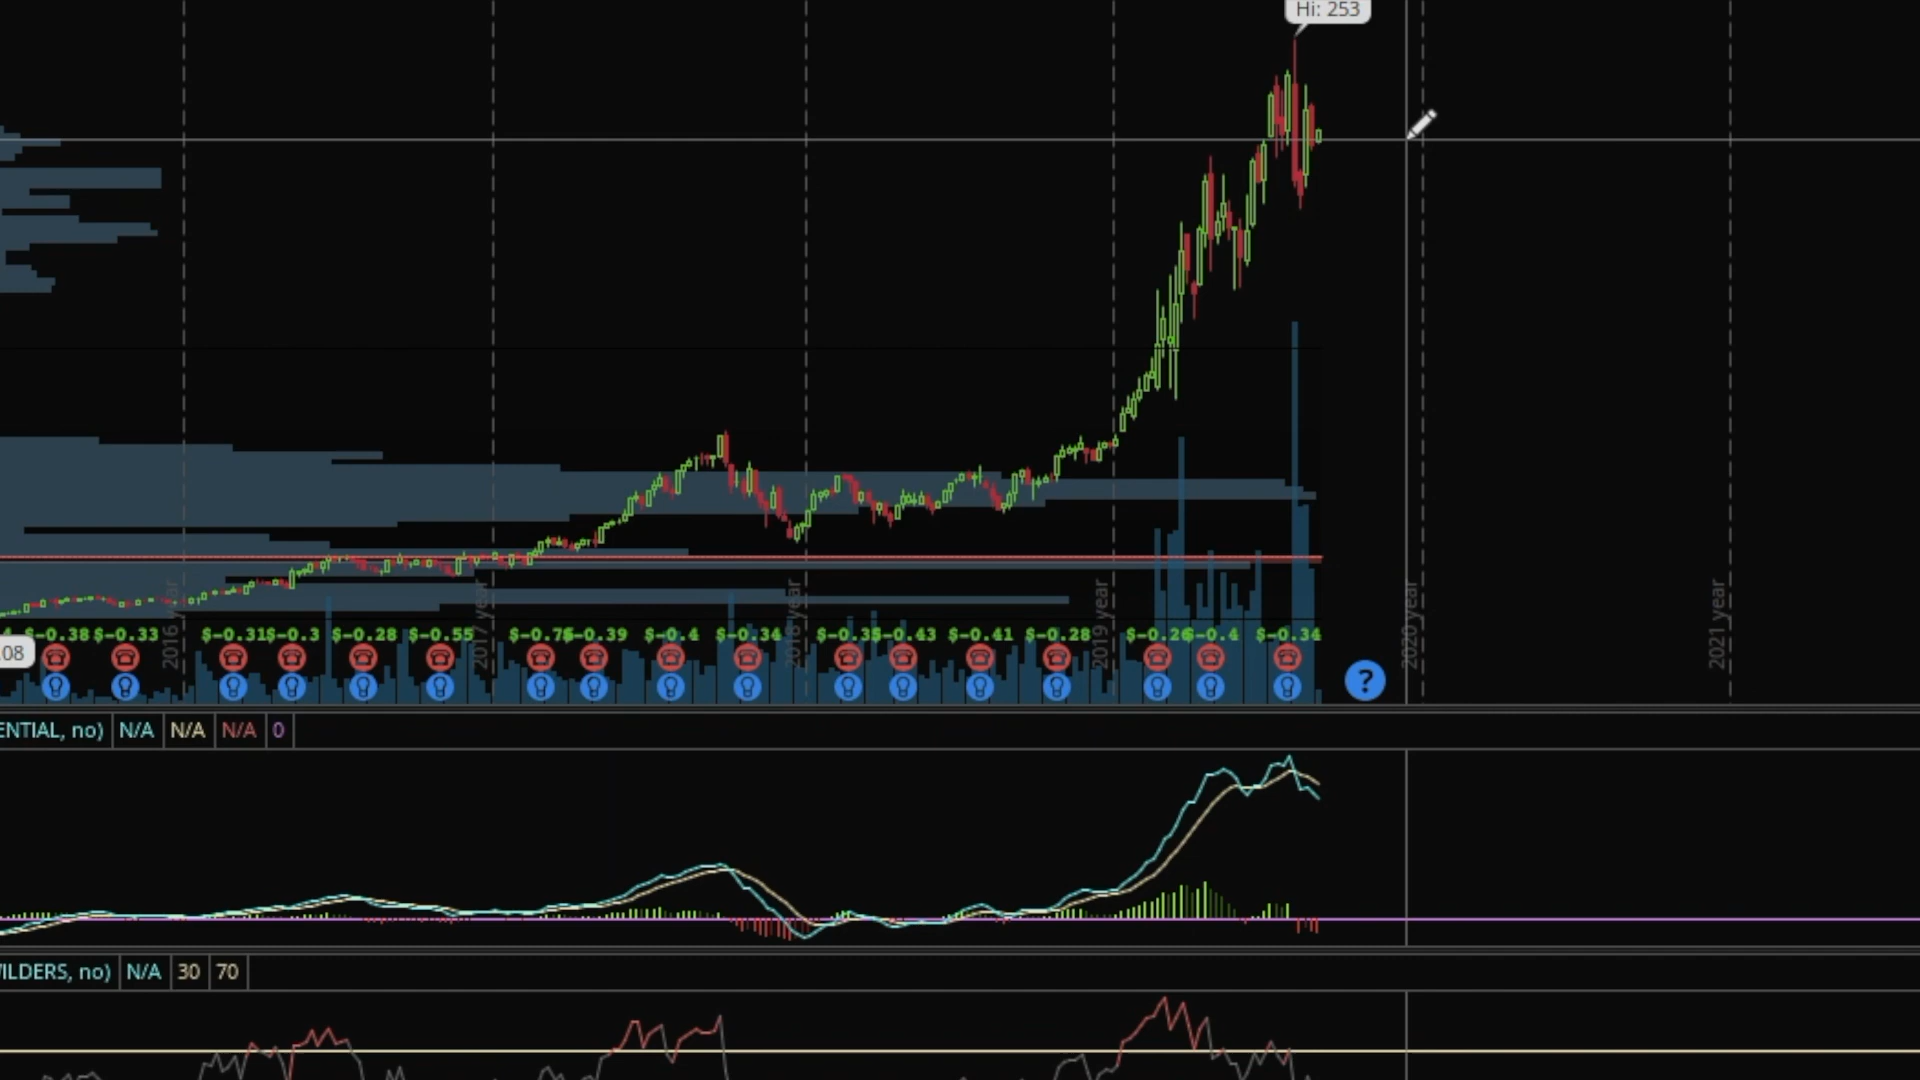 Hi: 253
2016 year
2017 year
2018 year
2019 year
2020 year
2021 year
$-0.38 $-0.33 $-0.31 $-0.3 $-0.28 $-0.55 $-0.39 $-0.4 $-0.34 $-0.43 $-0.41 $-0.28 $-0.26 $-0.4 $-0.34
.08
?
ENTIAL, no) N/A N/A N/A 0
ILDERS, no) N/A 30 70